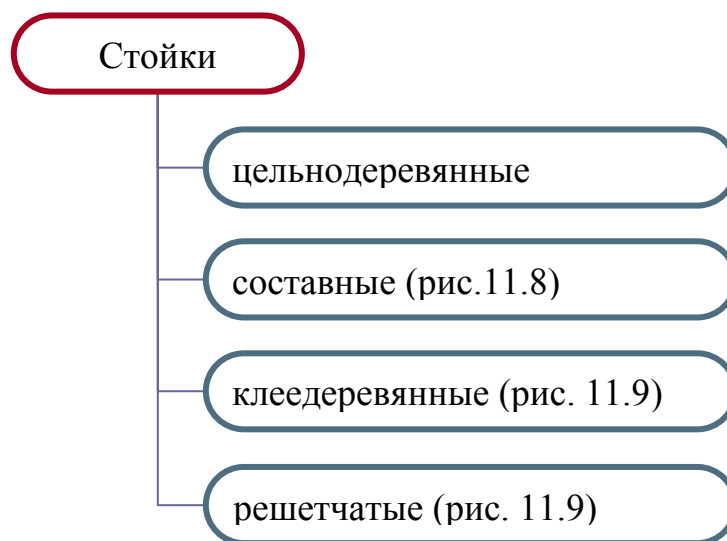 Стойки
цельнодеревянные
составные (рис.11.8)
клеедеревянные (рис. 11.9)
решетчатые (рис. 11.9)